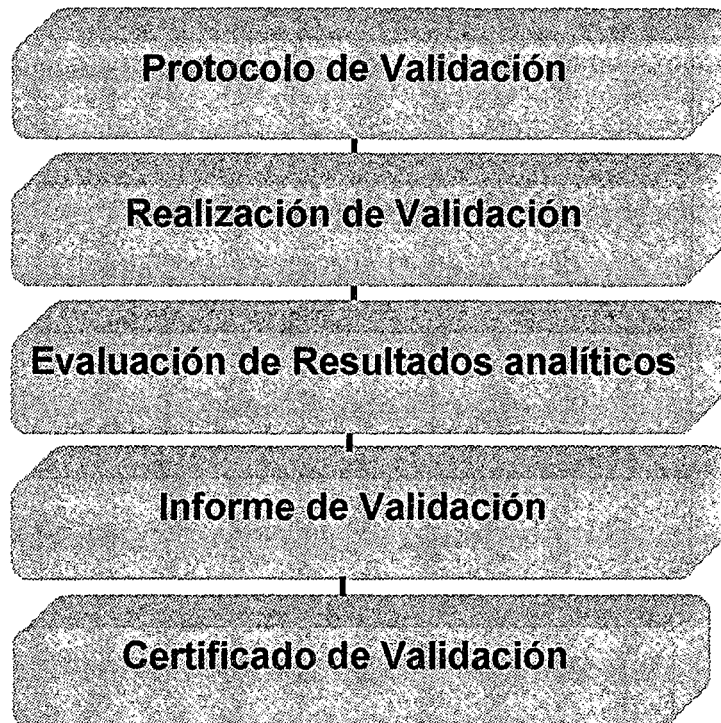 Protocolo de Validación
Realización de Validación
Evaluación de Resultados analíticos
Informe de Validación
Certificado de Validación